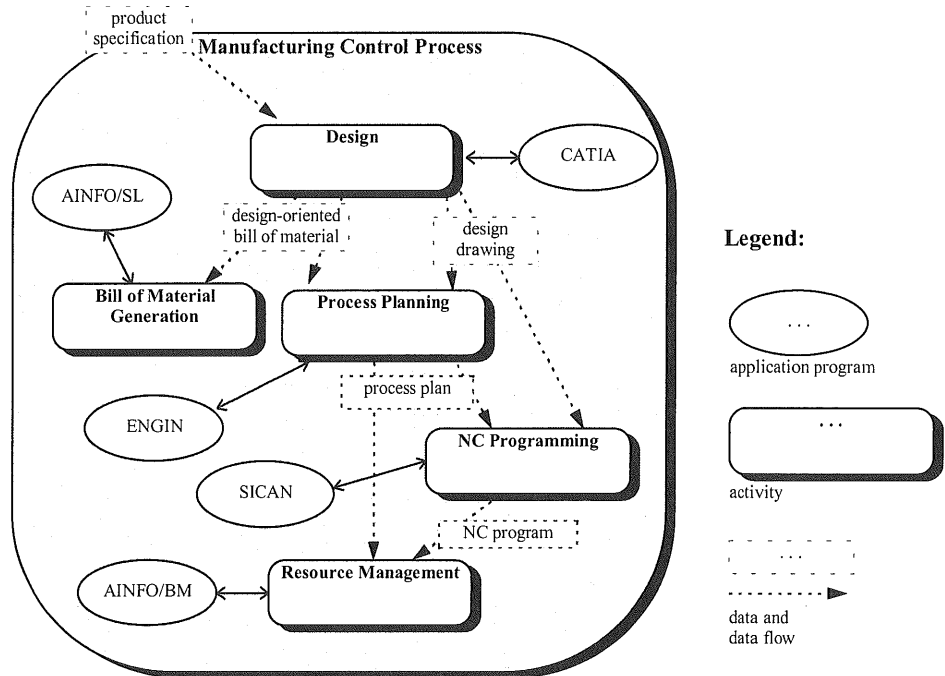 product
specification
Manufacturing Control Process
Design
CATIA
AINFO/SL
design-oriented
bill of material
design
drawing
Bill of Material
Generation
Process Planning
process plan
ENGIN
NC Programming
SICAN
NC program
Resource Management
AINFO/BM
Legend:
...
application program
...
activity
...
data and
data flow